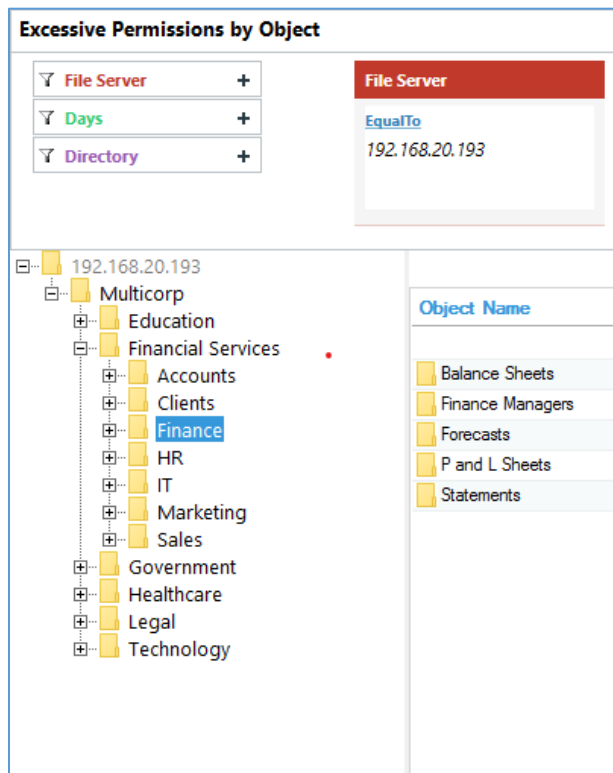 Excessive Permissions by Object
File Server +
Days +
Directory +
File Server
EqualTo
192.168.20.193
192.168.20.193
Multicorp
Education
Financial Services
Accounts
Clients
Finance
HR
IT
Marketing
Sales
Government
Healthcare
Legal
Technology
Object Name
Balance Sheets
Finance Managers
Forecasts
P and L Sheets
Statements